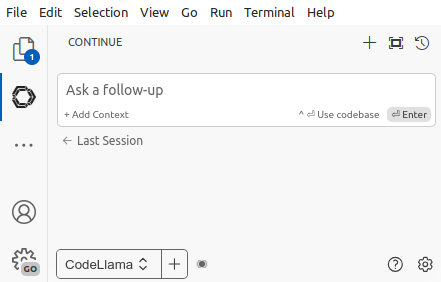 File Edit Selection View Go Run Terminal Help
1
CONTINUE
Ask a follow-up
+ Add Context ^ ⏎ Use codebase ⏎ Enter
← Last Session
GO
CodeLlama